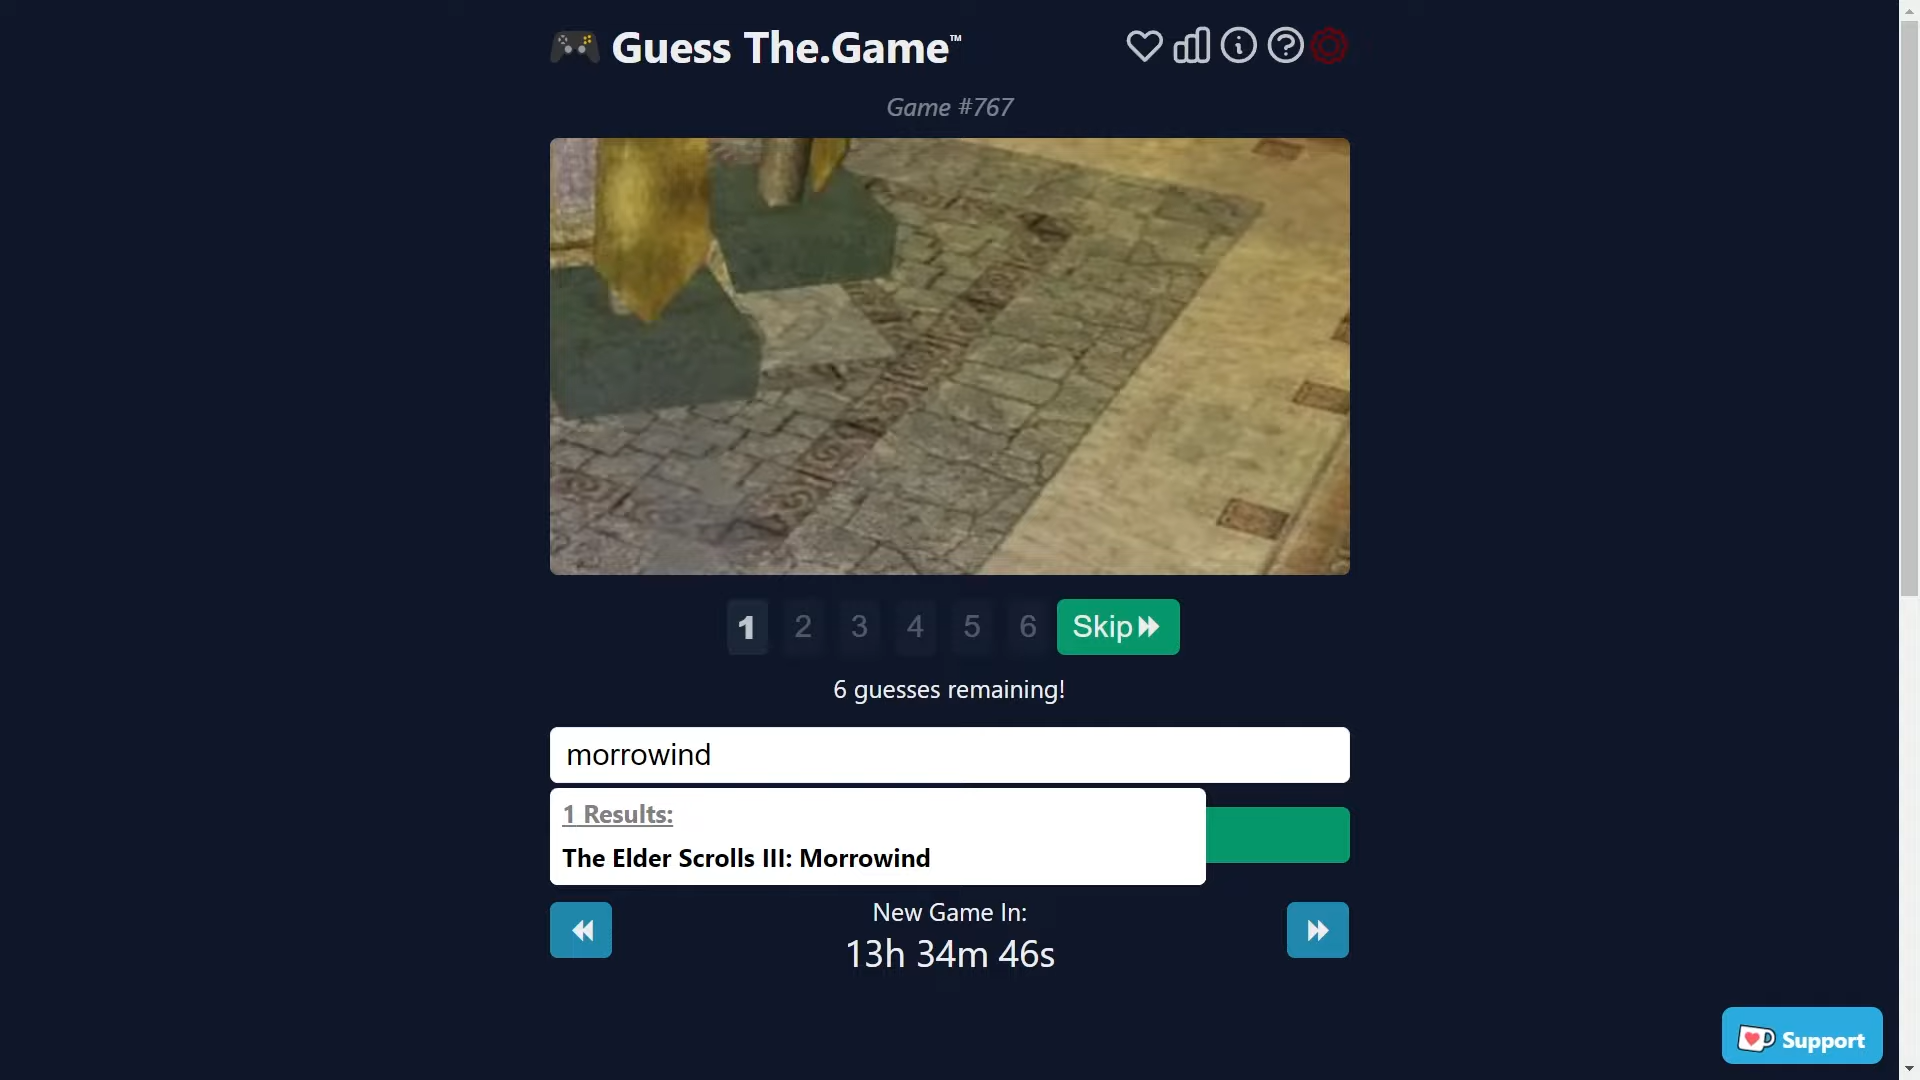 Guess The.Game™
Game #767
1 2 3 4 5 6 Skip
6 guesses remaining!
morrowind
1 Results:
The Elder Scrolls III: Morrowind
New Game In:
13h 34m 46s
Support